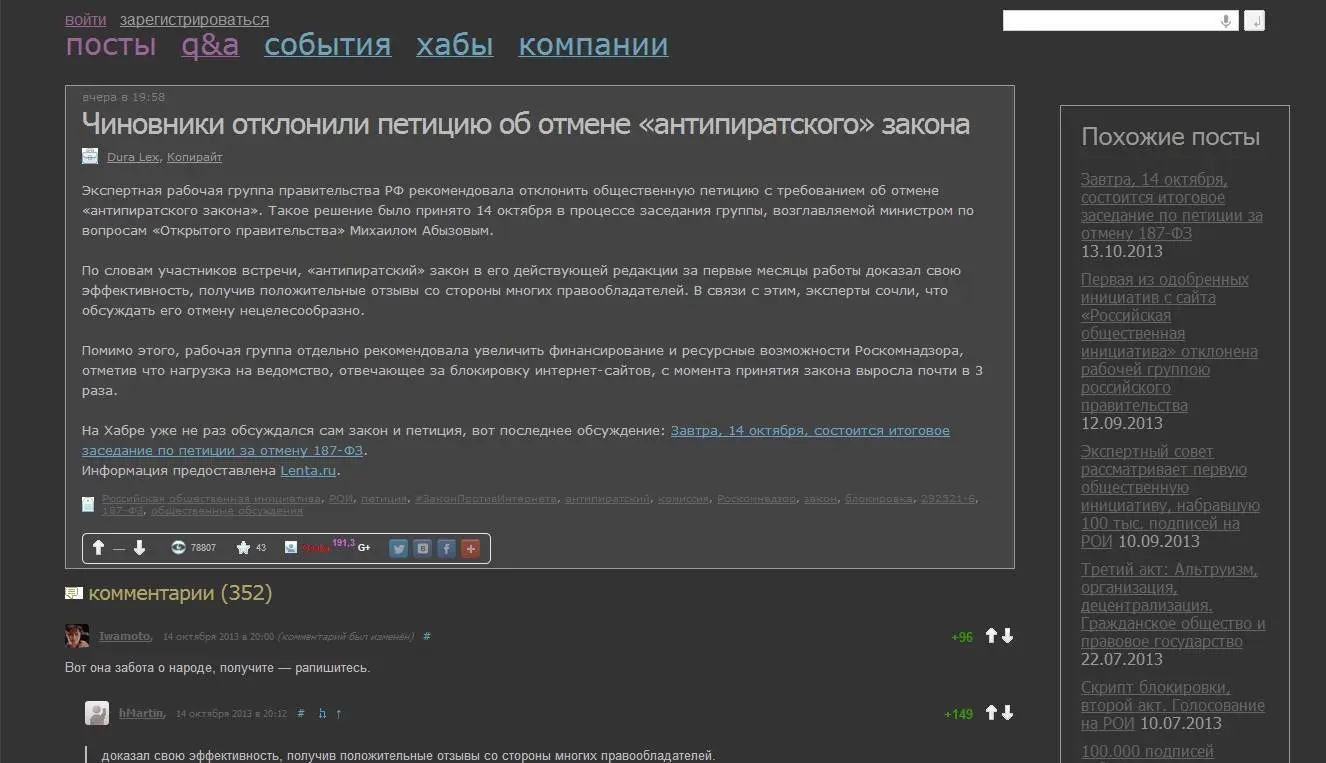 войти зарегистрироваться
посты q&a события хабы компании
вчера в 19:58
Чиновники отклонили петицию об отмене «антипиратского» закона
Dura Lex, Копирайт
Экспертная рабочая группа правительства РФ рекомендовала отклонить общественную петицию с требованием об отмене
«антипиратского закона». Такое решение было принято 14 октября в процессе заседания группы, возглавляемой министром по
вопросам «Открытого правительства» Михаилом Абызовым.
По словам участников встречи, «антипиратский» закон в его действующей редакции за первые месяцы работы доказал свою
эффективность, получив положительные отзывы со стороны многих правообладателей. В связи с этим, эксперты сочли, что
обсуждать его отмену нецелесообразно.
Помимо этого, рабочая группа отдельно рекомендовала увеличить финансирование и ресурсные возможности Роскомнадзора,
отметив что нагрузка на ведомство, отвечающее за блокировку интернет-сайтов, с момента принятия закона выросла почти в 3
раза.
На Хабре уже не раз обсуждался сам закон и петиция, вот последнее обсуждение: Завтра, 14 октября, состоится итоговое
заседание по петиции за отмену 187-ФЗ.
Информация предоставлена Lenta.ru.
Российская общественная инициатива, РОИ, петиция, #ЗаконПротивИнтернета, антипиратский, комиссия, Роскомнадзор, закон, блокировка, 292521-6,
187-ФЗ, общественные обсуждения
— 78807 43 191,3 G+
комментарии (352)
Iwamoto, 14 октября 2013 в 20:00 (комментарий был изменён) # +96
Вот она забота о народе, получите — рапишитесь.
hMartin, 14 октября 2013 в 20:12 # h ↑ +149
доказал свою эффективность, получив положительные отзывы со стороны многих правообладателей.
Похожие посты
Завтра, 14 октября,
состоится итоговое
заседание по петиции за
отмену 187-ФЗ
13.10.2013
Первая из одобренных
инициатив с сайта
«Российская
общественная
инициатива» отклонена
рабочей группою
российского
правительства
12.09.2013
Экспертный совет
рассматривает первую
общественную
инициативу, набравшую
100 тыс. подписей на
РОИ 10.09.2013
Третий акт: Альтруизм,
организация,
децентрализация.
Гражданское общество и
правовое государство
22.07.2013
Скрипт блокировки,
второй акт. Голосование
на РОИ 10.07.2013
100.000 подписей